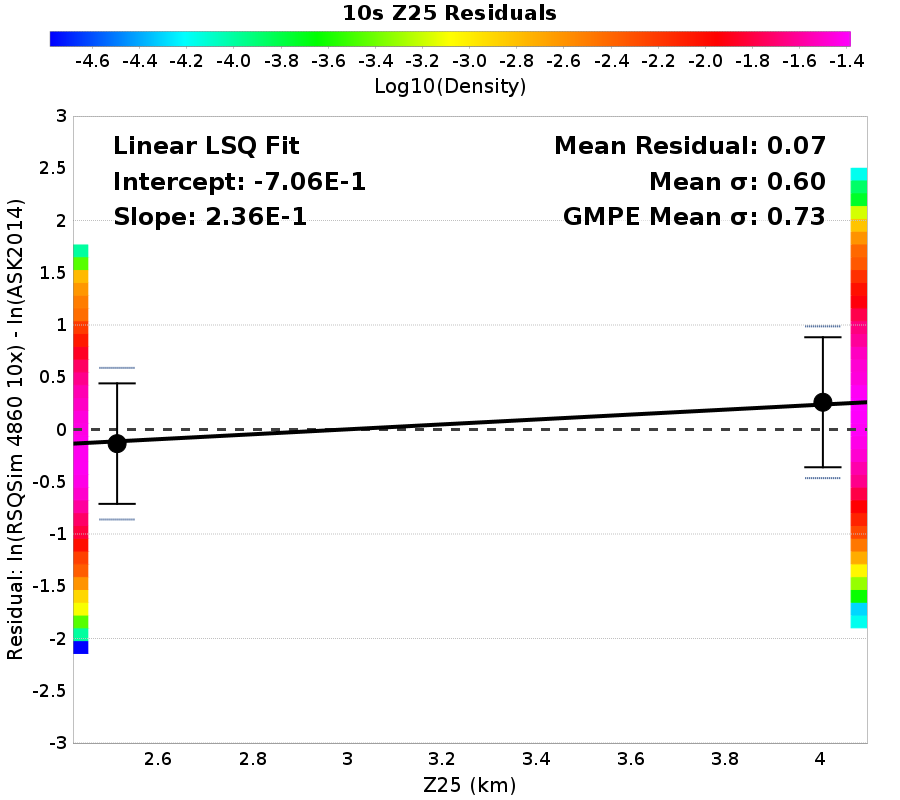 10s Z25 Residuals
-4.6 -4.4 -4.2 -4.0 -3.8 -3.6 -3.4 -3.2 -3.0 -2.8 -2.6 -2.4 -2.2 -2.0 -1.8 -1.6 -1.4
Log10(Density)
Linear LSQ Fit
Intercept: -7.06E-1
Slope: 2.36E-1
Mean Residual: 0.07
Mean σ: 0.60
GMPE Mean σ: 0.73
Residual: ln(RSQSim 4860 10x) - ln(ASK2014)
3
2.5
2
1.5
1
0.5
0
-0.5
-1
-1.5
-2
-2.5
-3
2.6 2.8 3 3.2 3.4 3.6 3.8 4
Z25 (km)